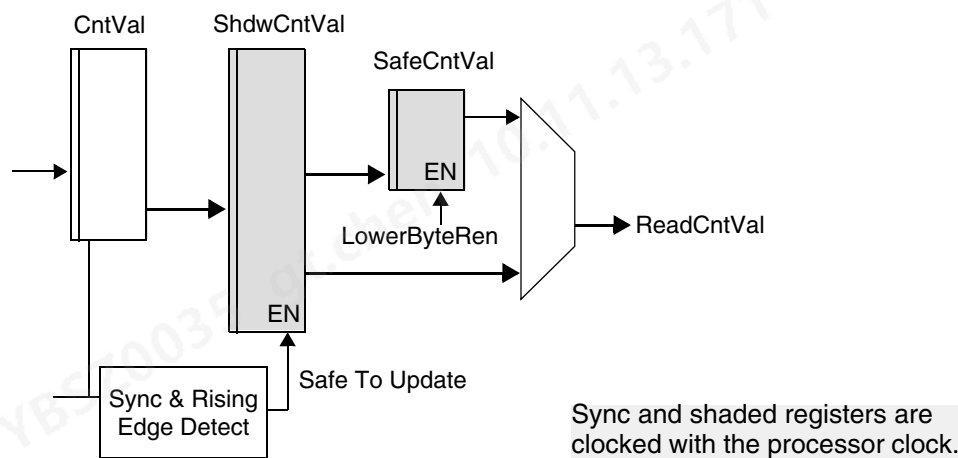 CntVal
ShdwCntVal
SafeCntVal
EN
LowerByteRen
ReadCntVal
EN
Safe To Update
Sync & Rising
Edge Detect
Sync and shaded registers are
clocked with the processor clock.